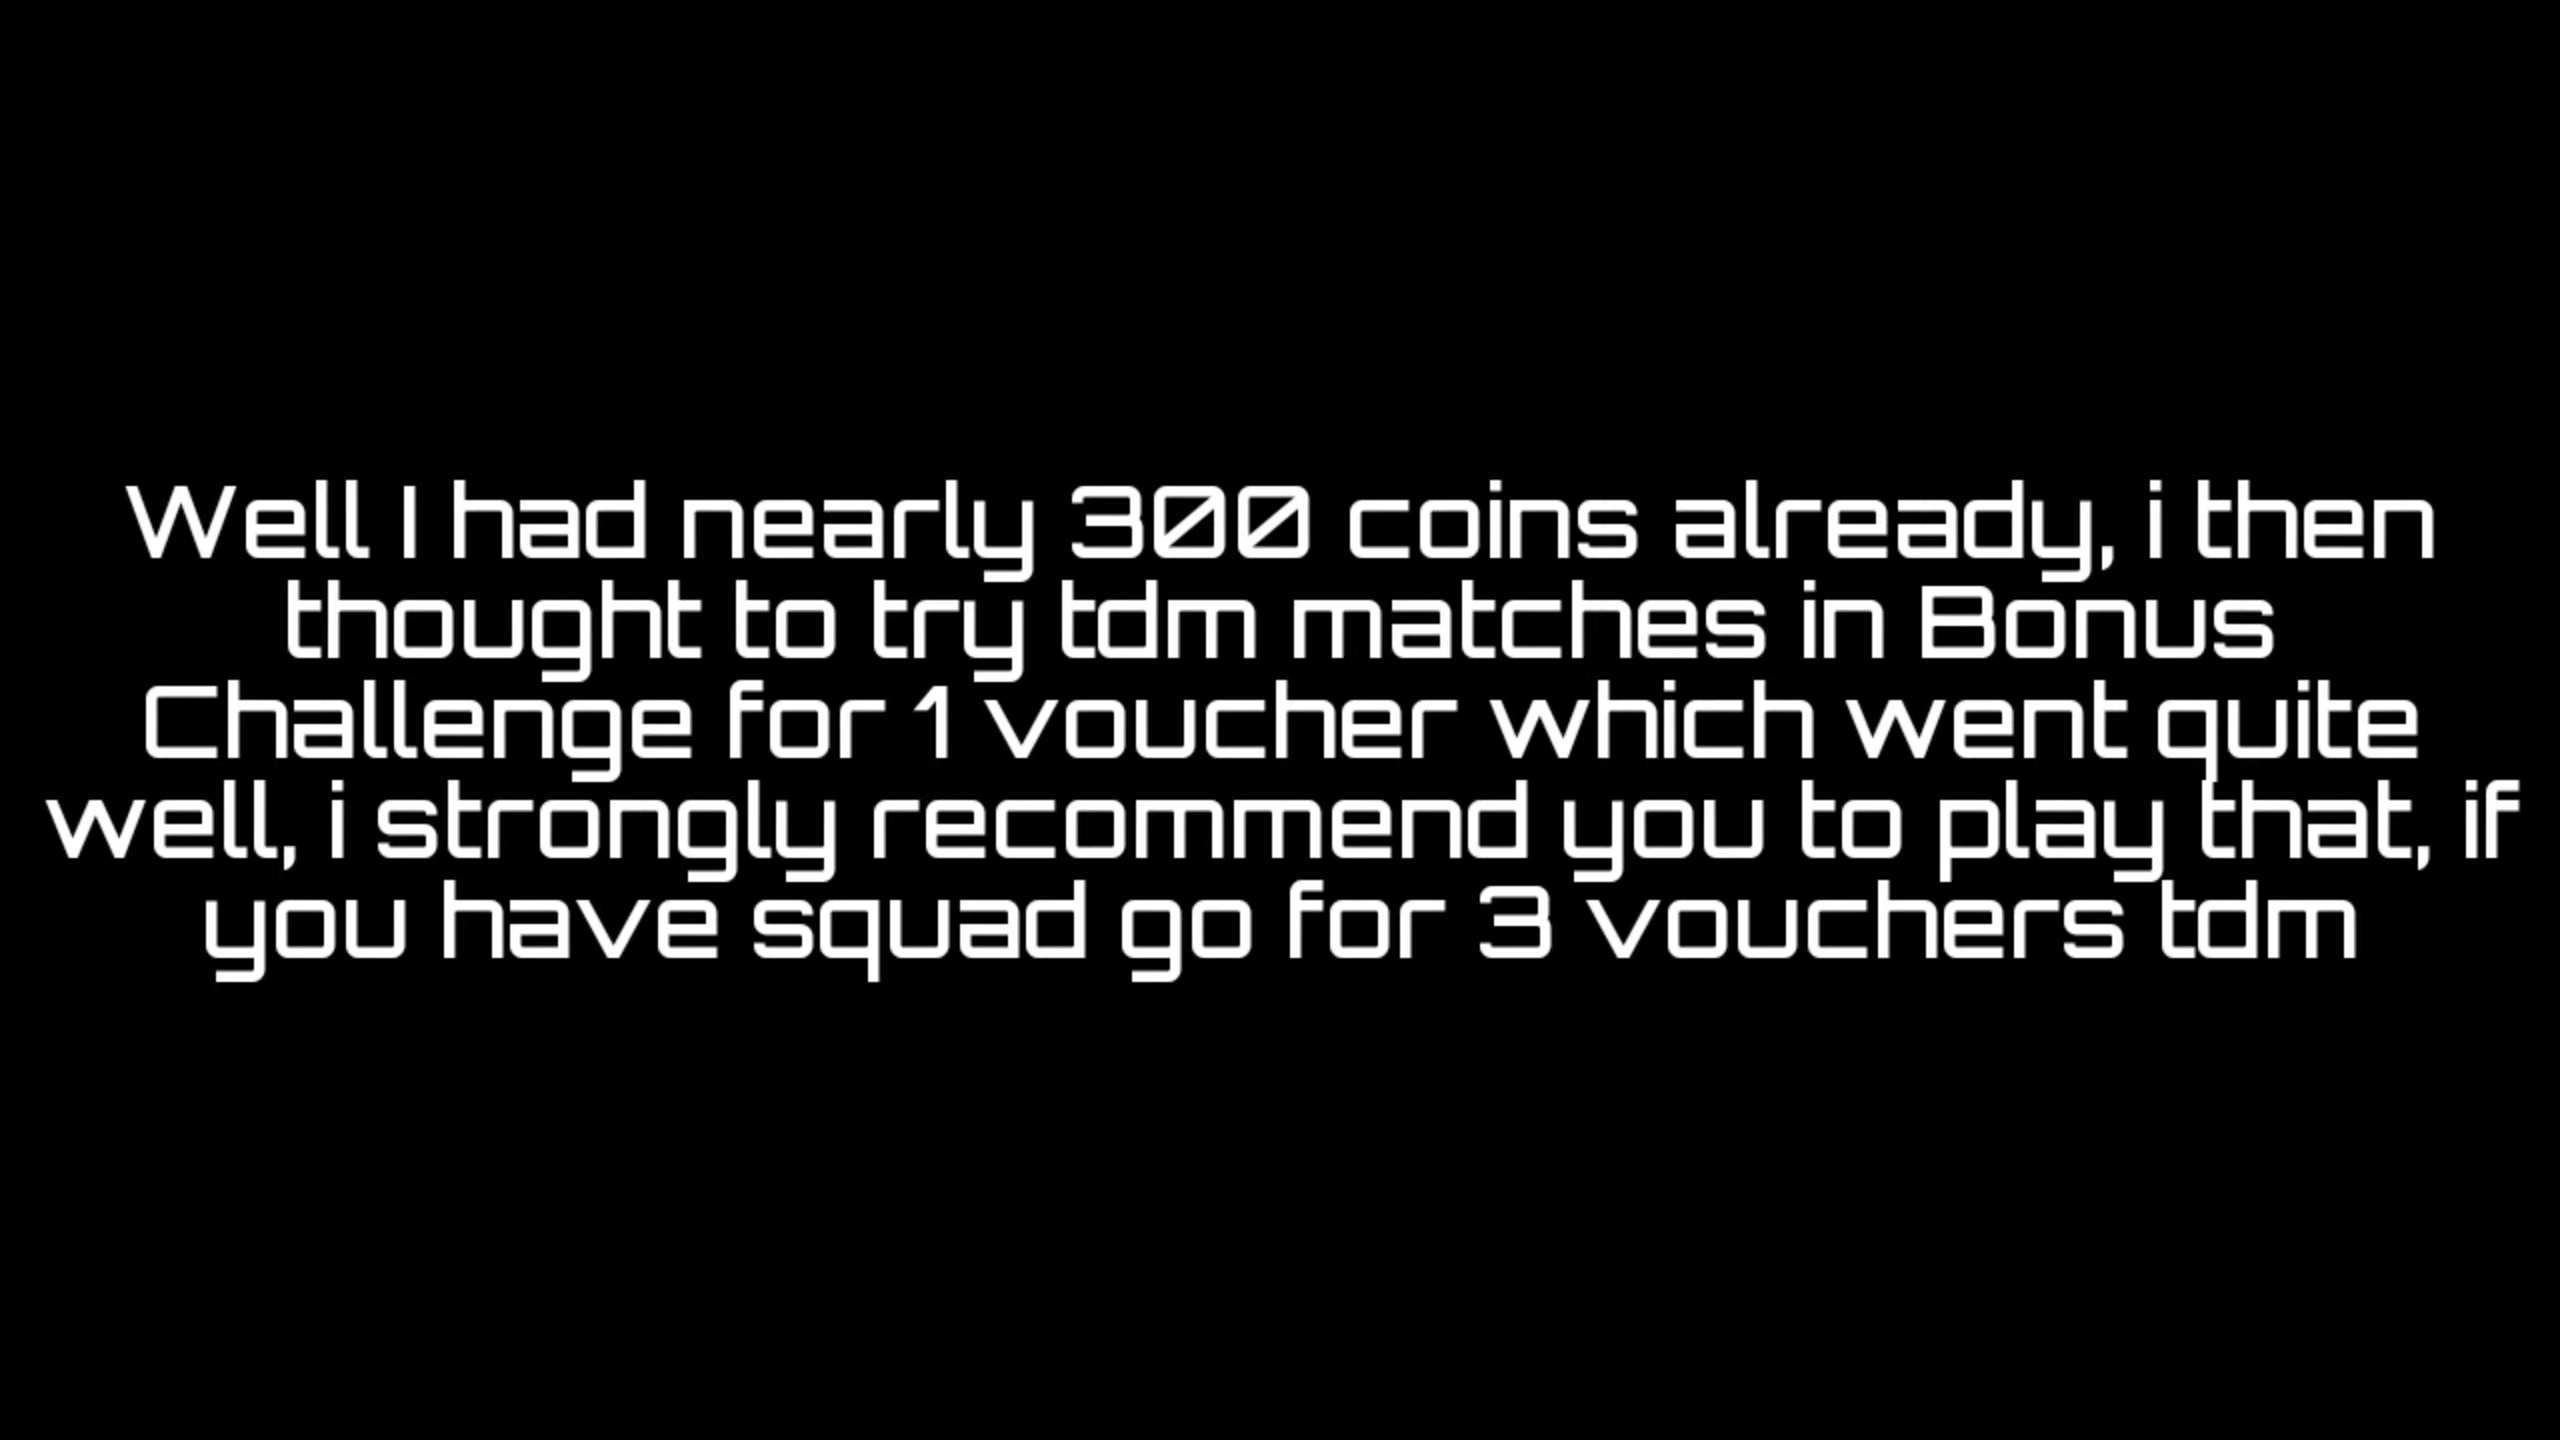 Well I had nearly 300 coins already, i then
thought to try tdm matches in Bonus
Challenge for 1 voucher which went quite
well, i strongly recommend you to play that, if
you have squad go for 3 vouchers tdm